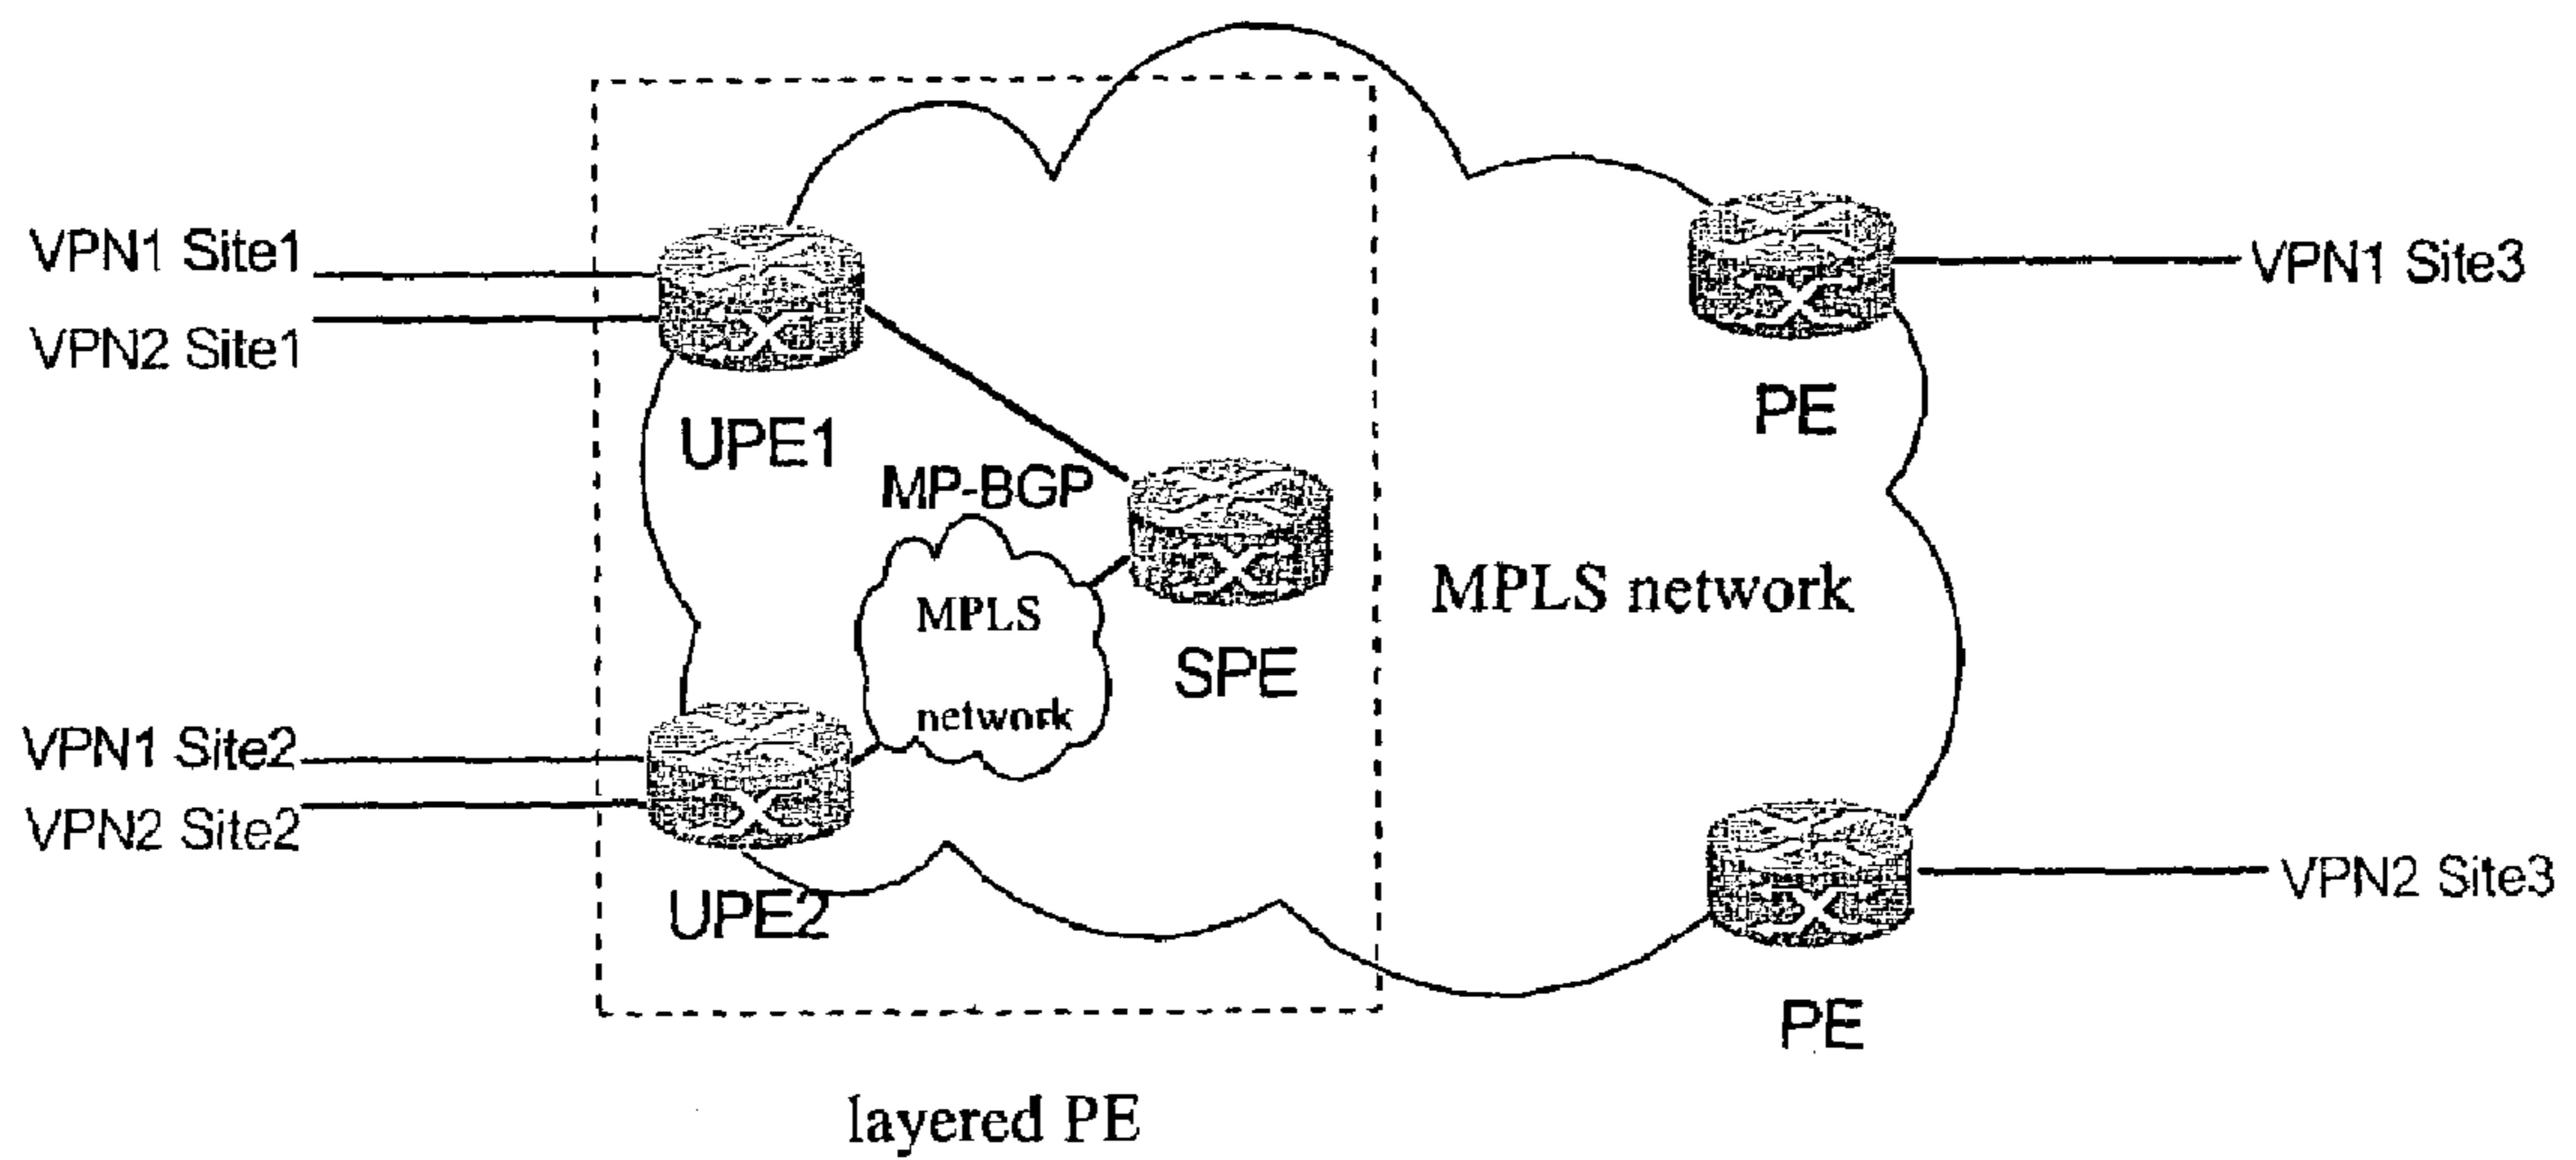 VPN1 Site1
VPN2 Site1
UPE1
MP-BGP
MPLS
network
SPE
MPLS network
VPN1 Site3
PE
VPN1 Site2
VPN2 Site2
UPE2
VPN2 Site3
PE
layered PE